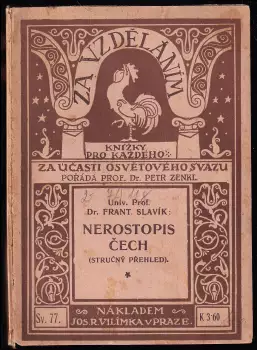 ZA VZDĚLÁNÍM
KNÍŽKY
PRO KAŽDÉHO
ZA ÚČASTI OSVĚTOVÉHO SVAZU
POŘÁDÁ PROF. Dr. PETR ZENKL.
Univ. Prof.
Dr. FRANT. SLAVÍK:
NEROSTOPIS
ČECH
(STRUČNÝ PŘEHLED).
Sv. 77.
NÁKLADEM
JOS. R. VILÍMKA V PRAZE.
K 3·60